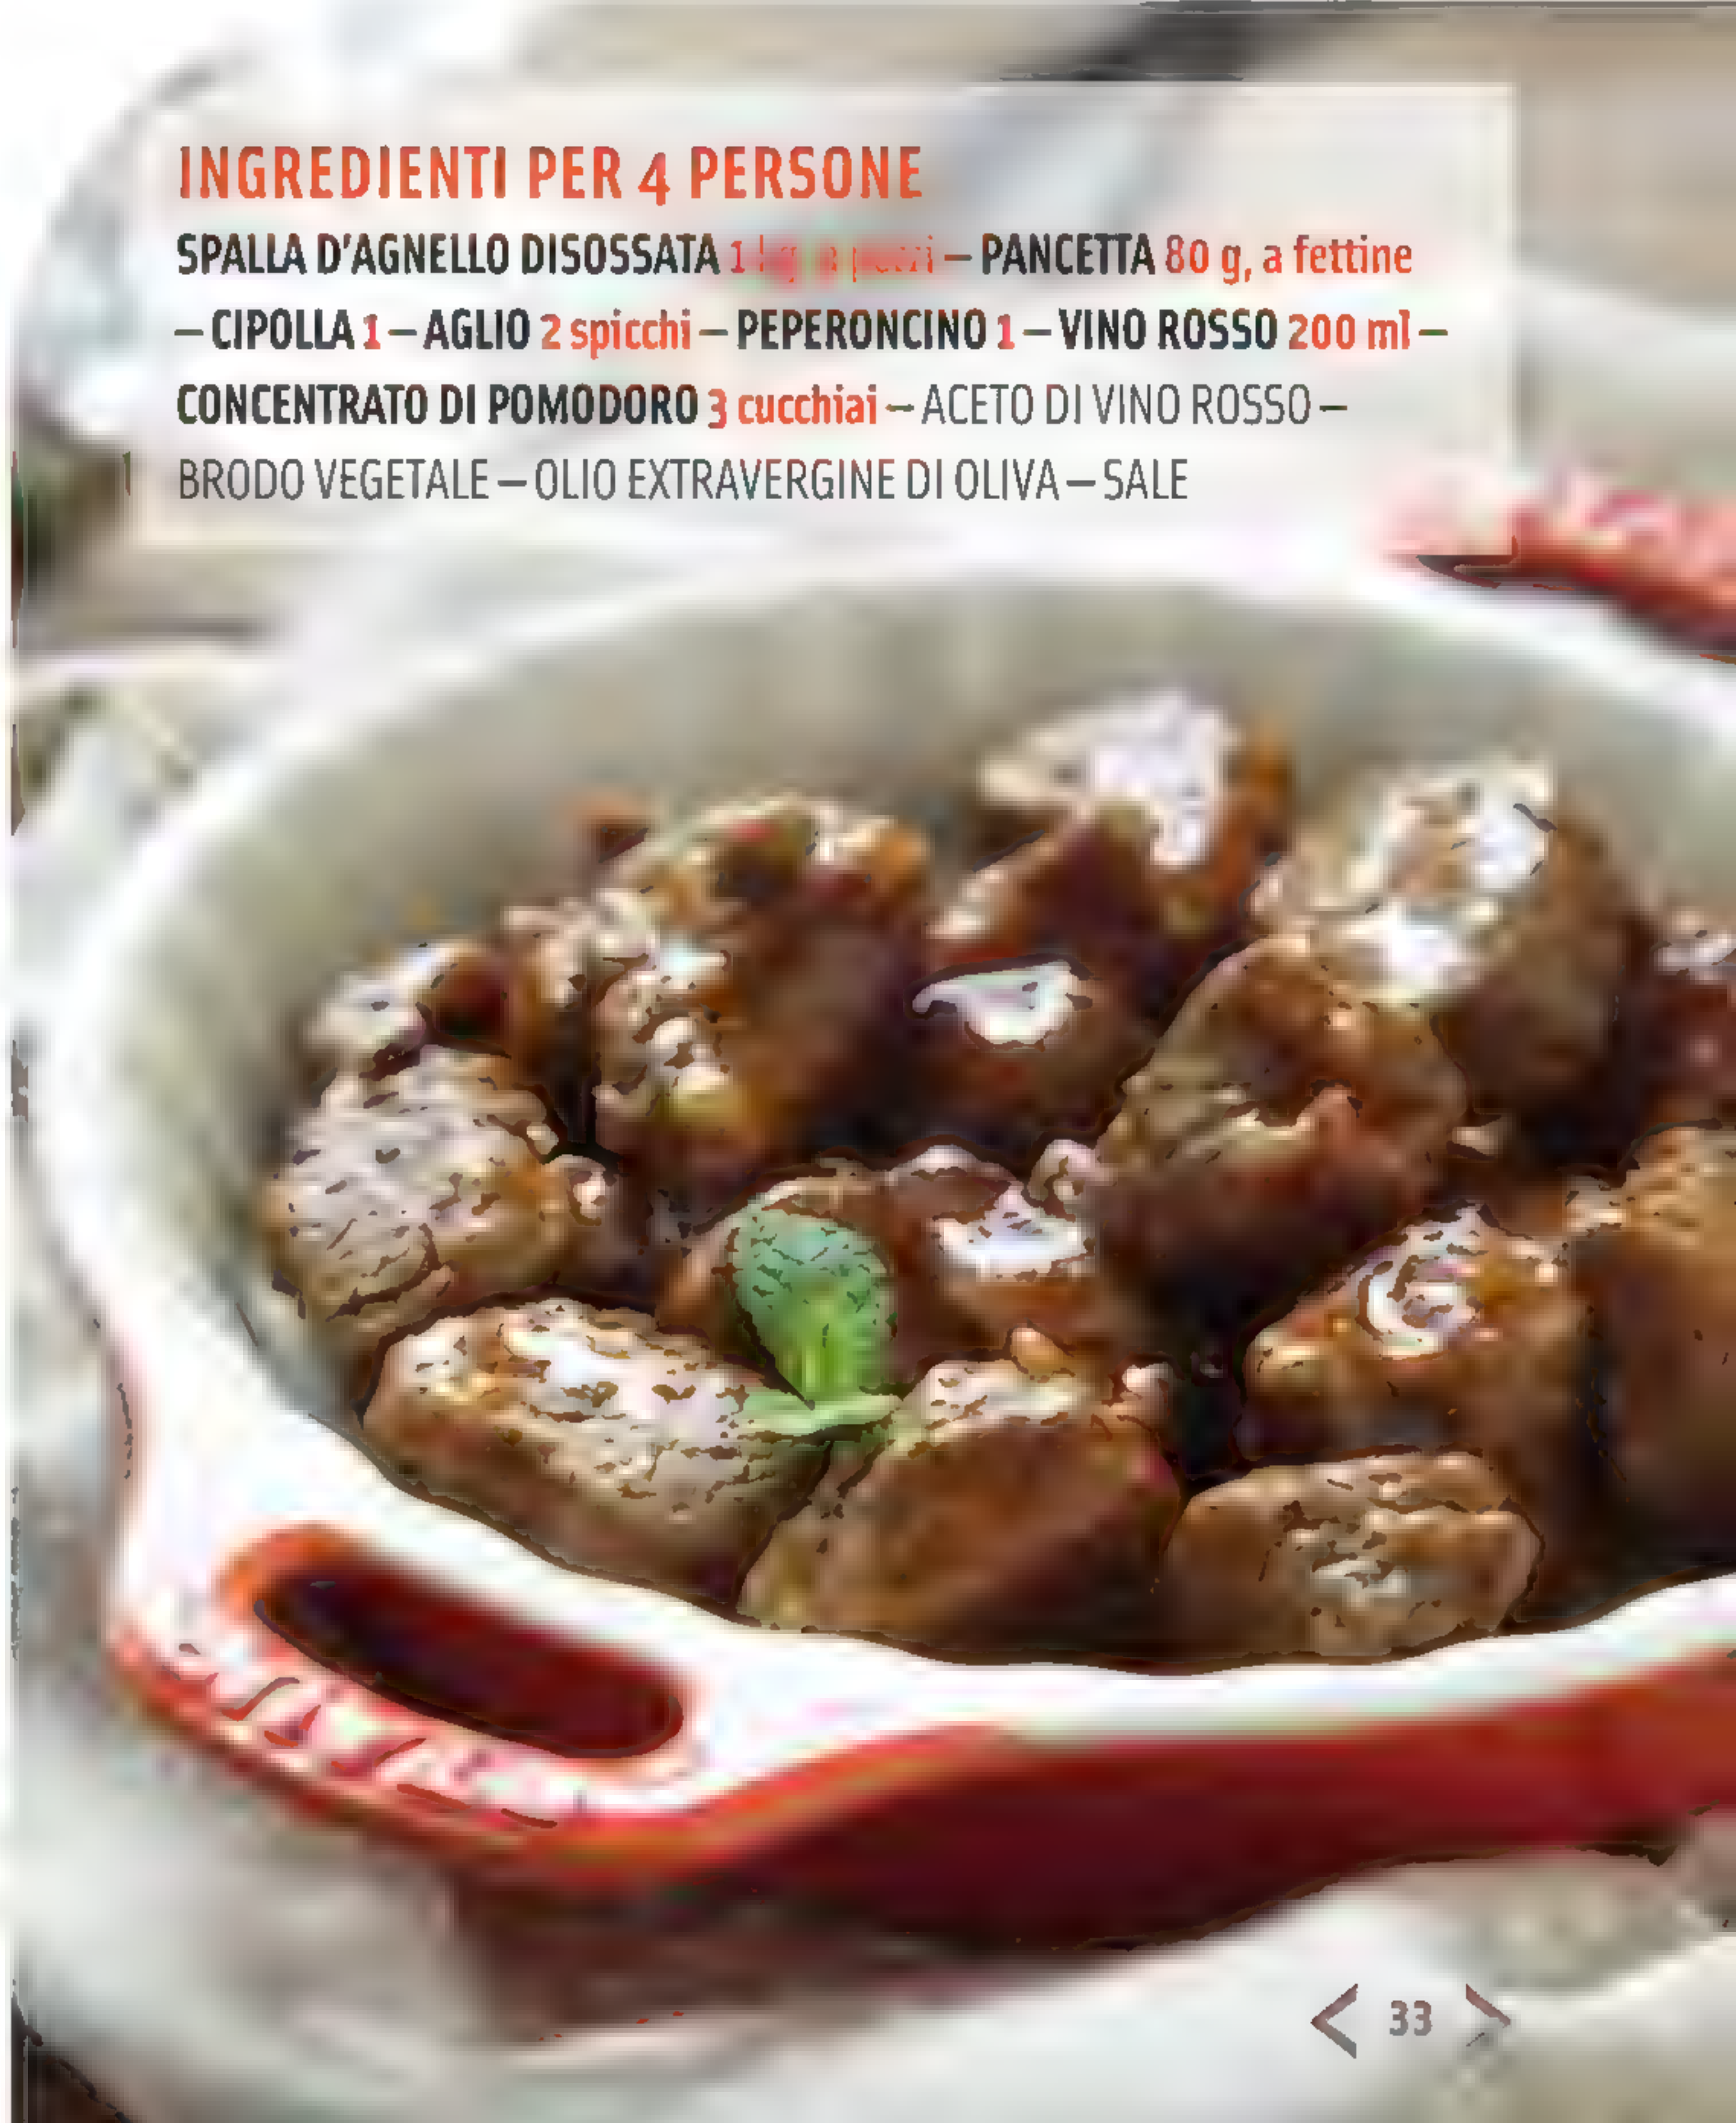 INGREDIENTI PER 4 PERSONE
SPALLA D'AGNELLO DISOSSATA 1 – PANCETTA 80 g, a fettine
– CIPOLLA 1 – AGLIO 2 spicchi – PEPERONCINO 1 – VINO ROSSO 200 ml –
CONCENTRATO DI POMODORO 3 cucchiai – ACETO DI VINO ROSSO –
BRODO VEGETALE – OLIO EXTRAVERGINE DI OLIVA – SALE
< 33 >